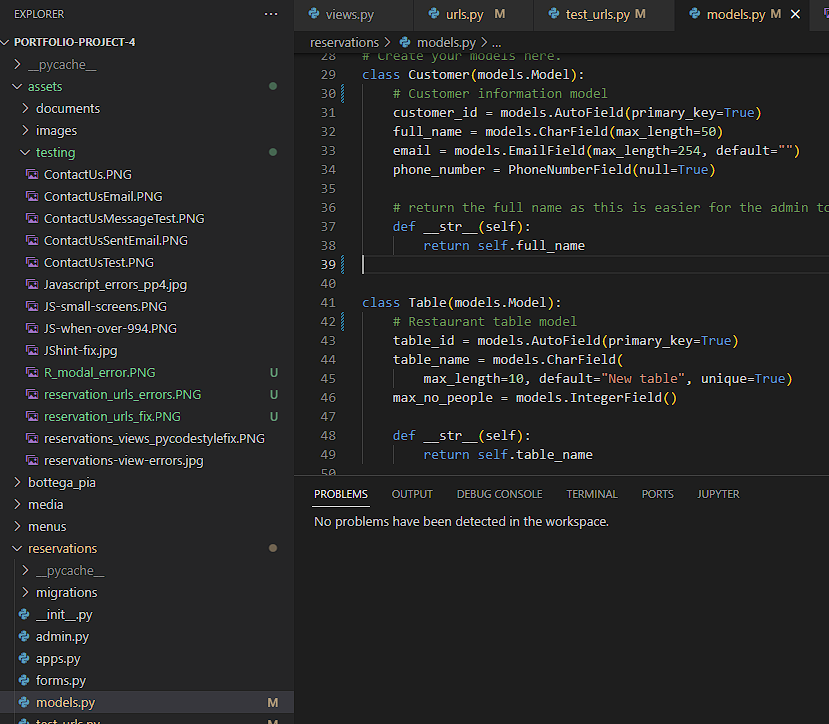 EXPLORER ...
PORTFOLIO-PROJECT-4
__pycache__
assets
documents
images
testing
ContactUs.PNG
ContactUsEmail.PNG
ContactUsMessageTest.PNG
ContactUsSentEmail.PNG
ContactUsTest.PNG
Javascript_errors_pp4.jpg
JS-small-screens.PNG
JS-when-over-994.PNG
JShint-fix.jpg
R_modal_error.PNG U
reservation_urls_errors.PNG U
reservation_urls_fix.PNG U
reservations_views_pycodestylefix.PNG
reservations-view-errors.jpg
bottega_pia
media
menus
reservations
__pycache__
migrations
__init__.py
admin.py
apps.py
forms.py
models.py M
test_urls.py M
views.py urls.py M test_urls.py M models.py M
reservations > models.py > ...
28 # Create your models here.
29 class Customer(models.Model):
30 # Customer information model
31 customer_id = models.AutoField(primary_key=True)
32 full_name = models.CharField(max_length=50)
33 email = models.EmailField(max_length=254, default="")
34 phone_number = PhoneNumberField(null=True)
35
36 # return the full name as this is easier for the admin to
37 def __str__(self):
38 return self.full_name
39
40
41 class Table(models.Model):
42 # Restaurant table model
43 table_id = models.AutoField(primary_key=True)
44 table_name = models.CharField(
45 max_length=10, default="New table", unique=True)
46 max_no_people = models.IntegerField()
47
48 def __str__(self):
49 return self.table_name
50
PROBLEMS OUTPUT DEBUG CONSOLE TERMINAL PORTS JUPYTER
No problems have been detected in the workspace.